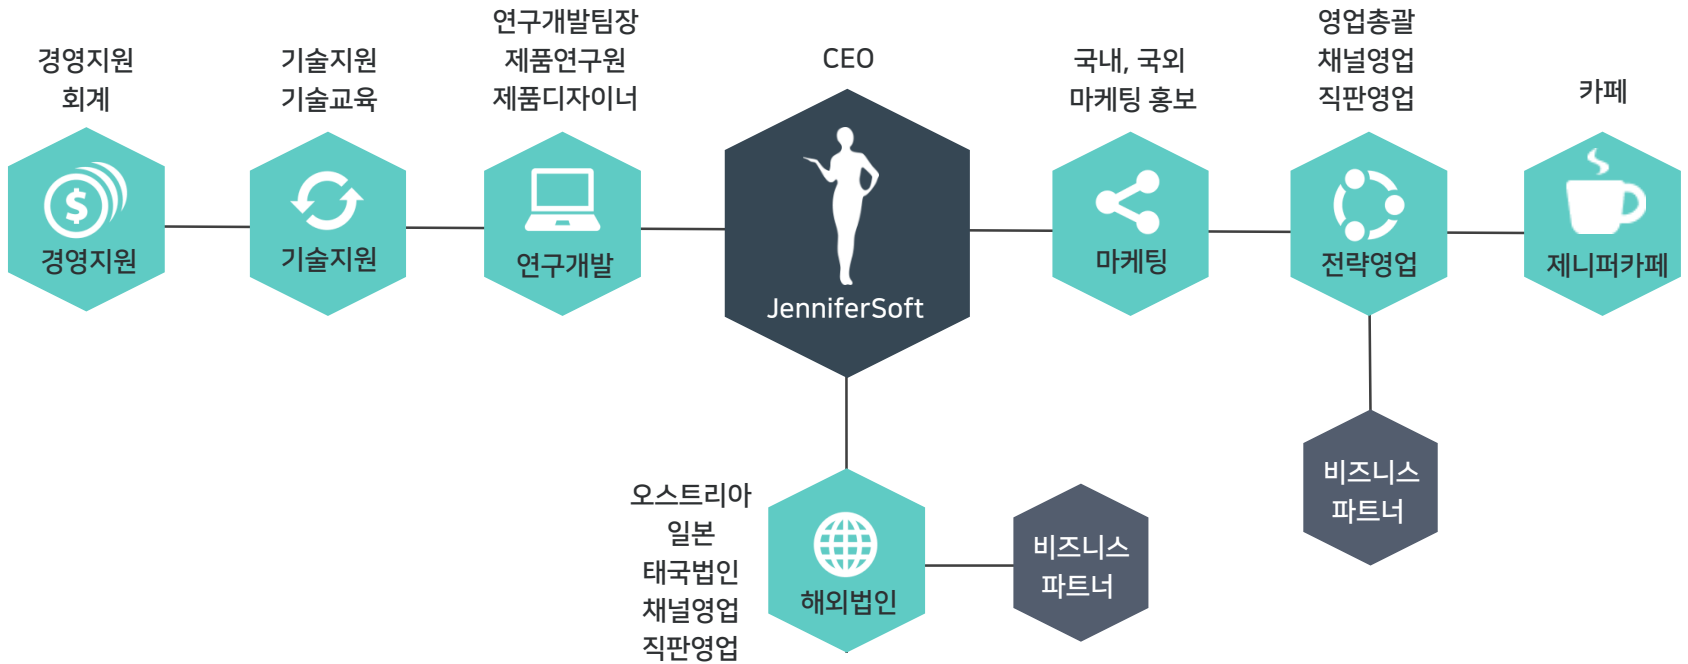 경영지원
회계
경영지원
기술지원
기술교육
기술지원
연구개발팀장
제품연구원
제품디자이너
연구개발
CEO
JenniferSoft
국내, 국외
마케팅 홍보
마케팅
영업총괄
채널영업
직판영업
전략영업
카페
제니퍼카페
오스트리아
일본
태국법인
채널영업
직판영업
해외법인
비즈니스
파트너
비즈니스
파트너